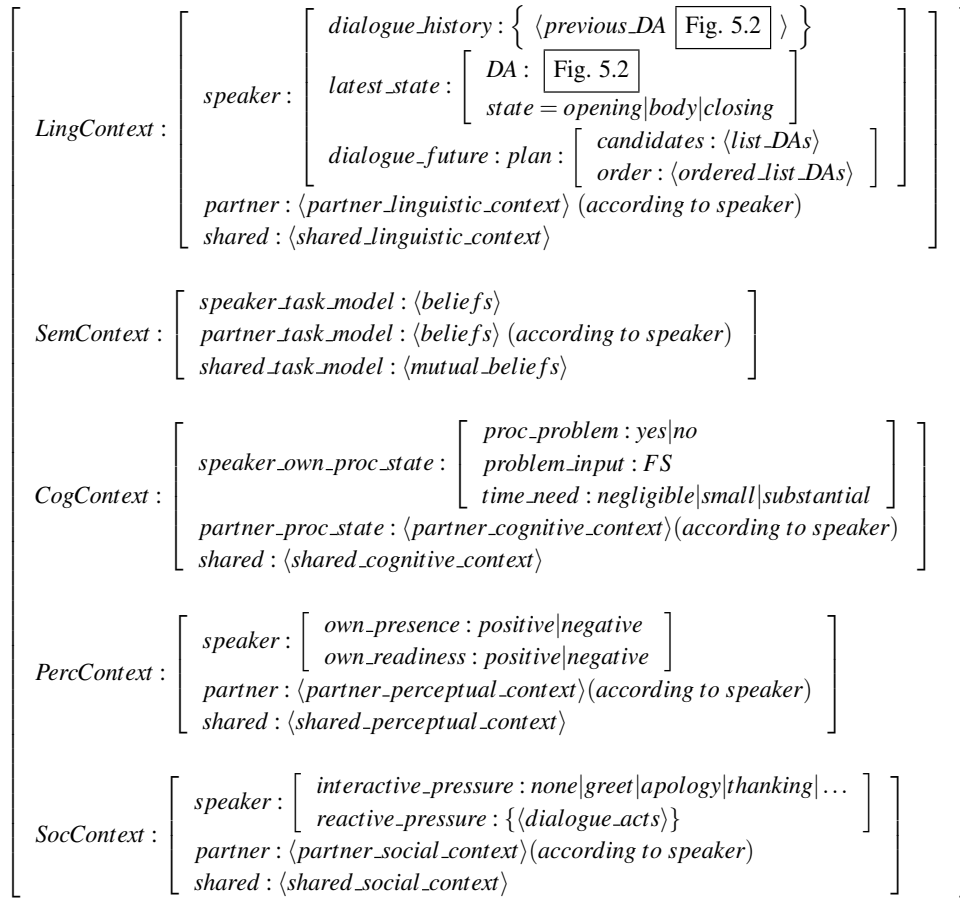 dialogue_history : { ⟨previous_DA Fig. 5.2 ⟩ }
latest_state : [ DA : Fig. 5.2
state = opening|body|closing ]
LingContext : speaker :
dialogue_future : plan : [ candidates : ⟨list_DAs⟩
order : ⟨ordered_list_DAs⟩ ]
partner : ⟨partner_linguistic_context⟩ (according to speaker)
shared : ⟨shared_linguistic_context⟩
speaker_task_model : ⟨beliefs⟩
SemContext : partner_task_model : ⟨beliefs⟩ (according to speaker)
shared_task_model : ⟨mutual_beliefs⟩
proc_problem : yes|no
speaker_own_proc_state : problem_input : FS
time_need : negligible|small|substantial
CogContext :
partner_proc_state : ⟨partner_cognitive_context⟩(according to speaker)
shared : ⟨shared_cognitive_context⟩
speaker : [ own_presence : positive|negative
own_readiness : positive|negative ]
PercContext :
partner : ⟨partner_perceptual_context⟩(according to speaker)
shared : ⟨shared_perceptual_context⟩
speaker : [ interactive_pressure : none|greet|apology|thanking|...
reactive_pressure : {⟨dialogue_acts⟩} ]
SocContext :
partner : ⟨partner_social_context⟩(according to speaker)
shared : ⟨shared_social_context⟩